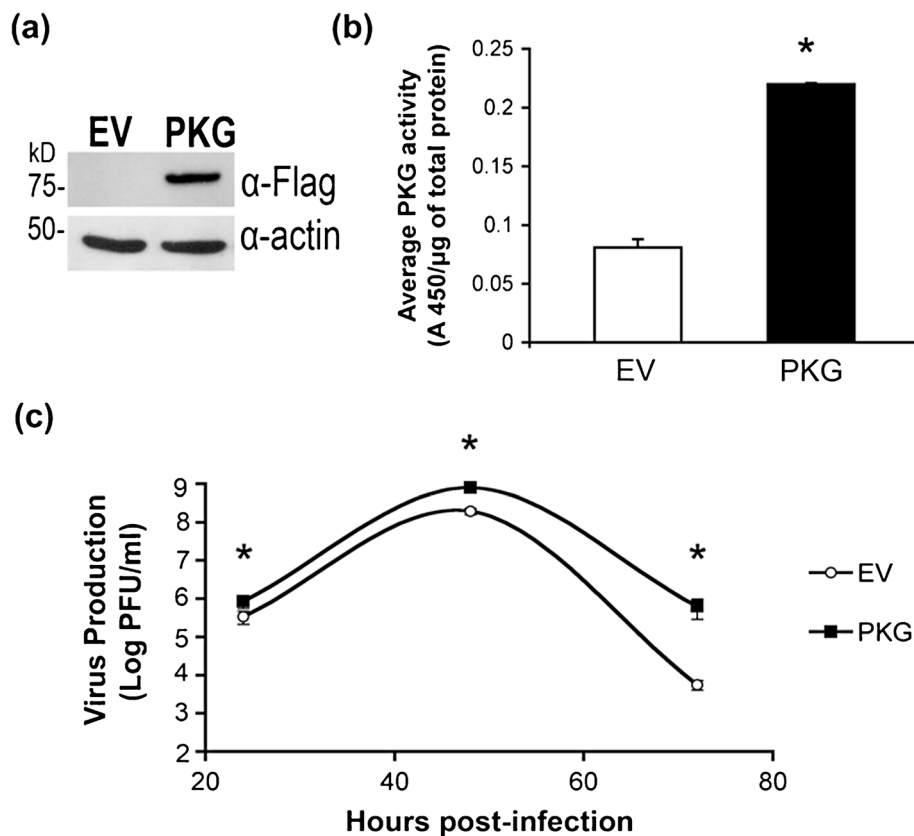 (a)
EV PKG
kD
75-
α-Flag
50-
α-actin
(b)
Average PKG activity
(A 450/µg of total protein)
0.25
0.2
0.15
0.1
0.05
0
*
EV PKG
(c)
Virus Production
(Log PFU/ml)
9
8
7
6
5
4
3
2
* * *
20 40 60 80
Hours post-infection
EV
PKG